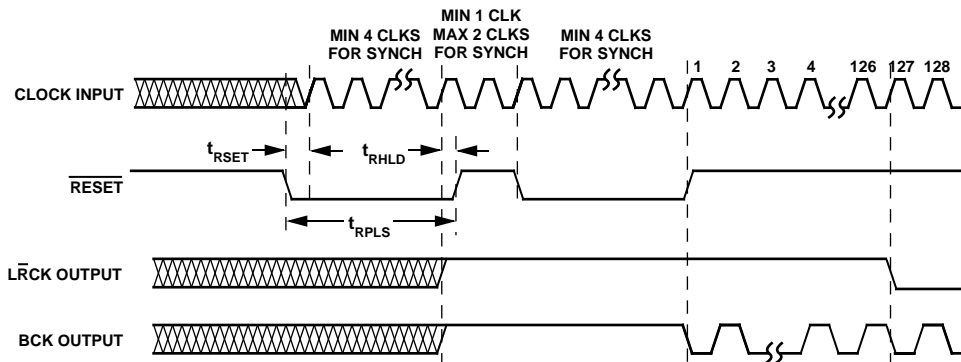 MIN 4 CLKS
FOR SYNCH
MIN 1 CLK
MAX 2 CLKS
FOR SYNCH
MIN 4 CLKS
FOR SYNCH
1 2 3 4 126 127 128
CLOCK INPUT
tRSET
tRHLD
RESET
tRPLS
LRCK OUTPUT
BCK OUTPUT